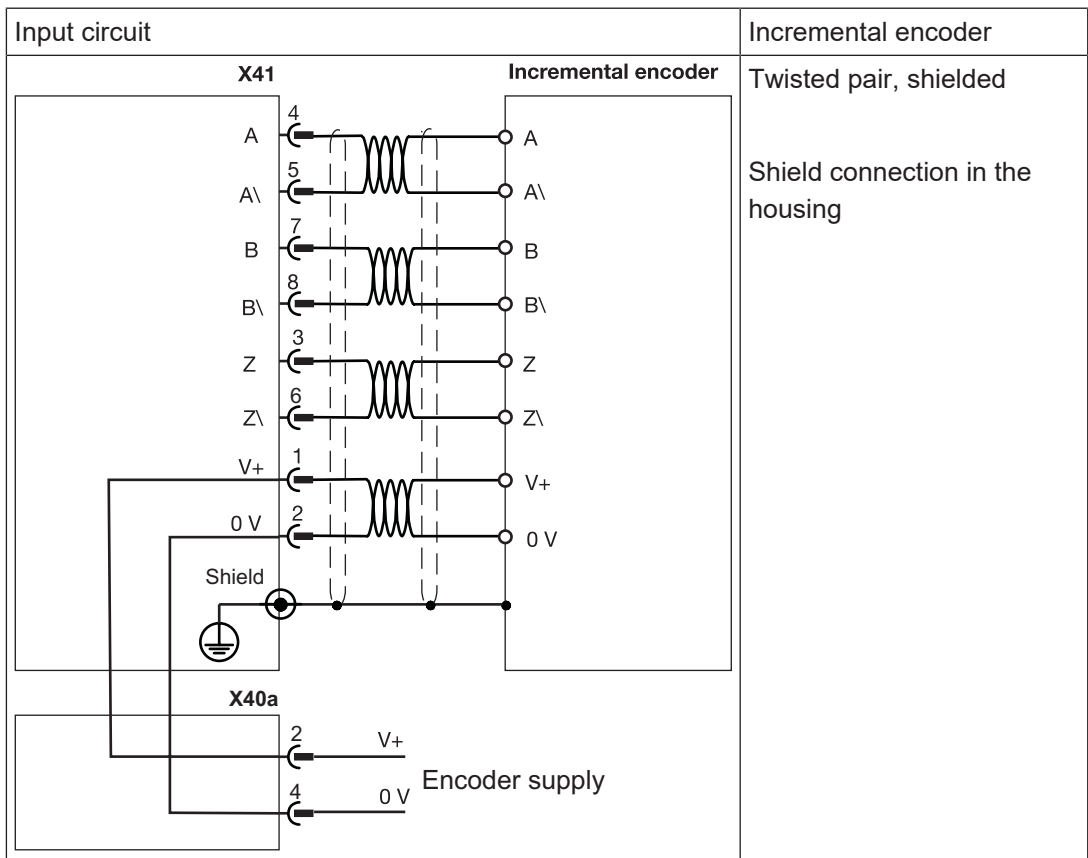 Input circuit
Incremental encoder
X41
Incremental encoder
Twisted pair, shielded
Shield connection in the
housing
A 4 A
A\ 5 A\
B 7 B
B\ 8 B\
Z 3 Z
Z\ 6 Z\
V+ 1 V+
0 V 2 0 V
Shield
X40a
2 V+
Encoder supply
4 0 V